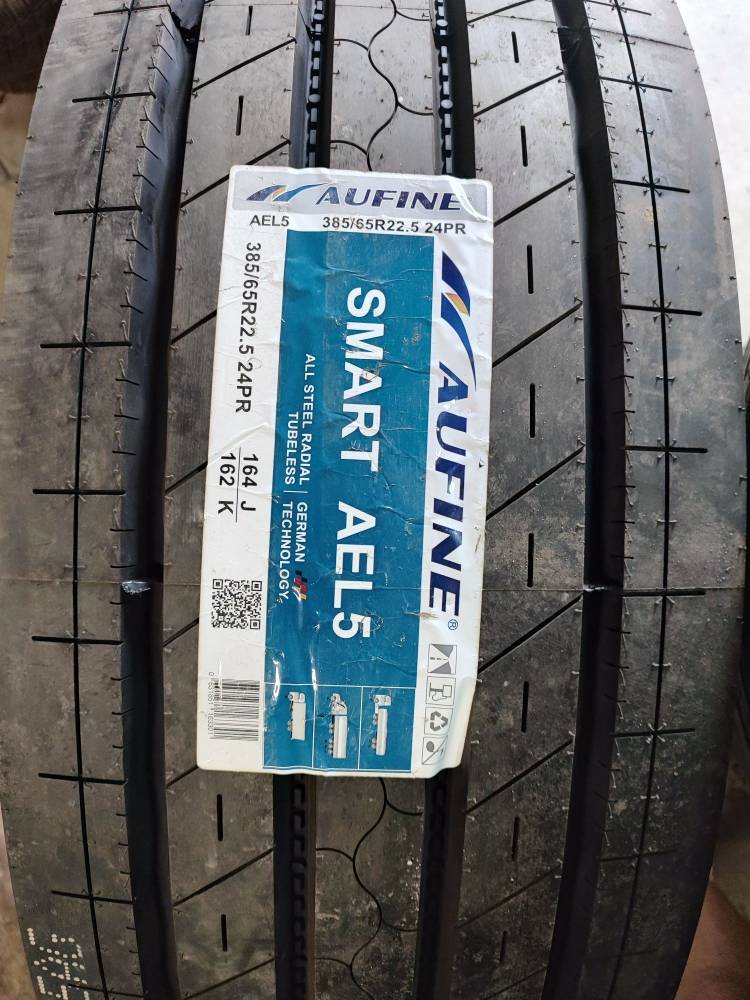 AUFINE
AEL5 385/65R22.5 24PR
AUFINE®
SMART AEL5
ALL STEEL RADIAL
TUBELESS
GERMAN
TECHNOLOGY
385/65R22.5 24PR
164 J
162 K